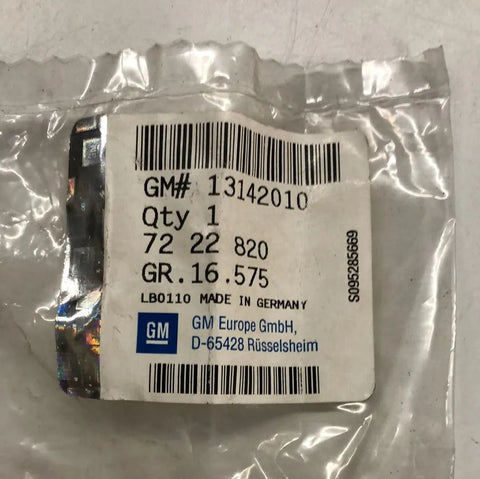 GM# 13142010
Qty 1
72 22 820
GR.16.575
LB0110 MADE IN GERMANY
GM
GM Europe GmbH,
D-65428 Rüsselsheim
S095285669